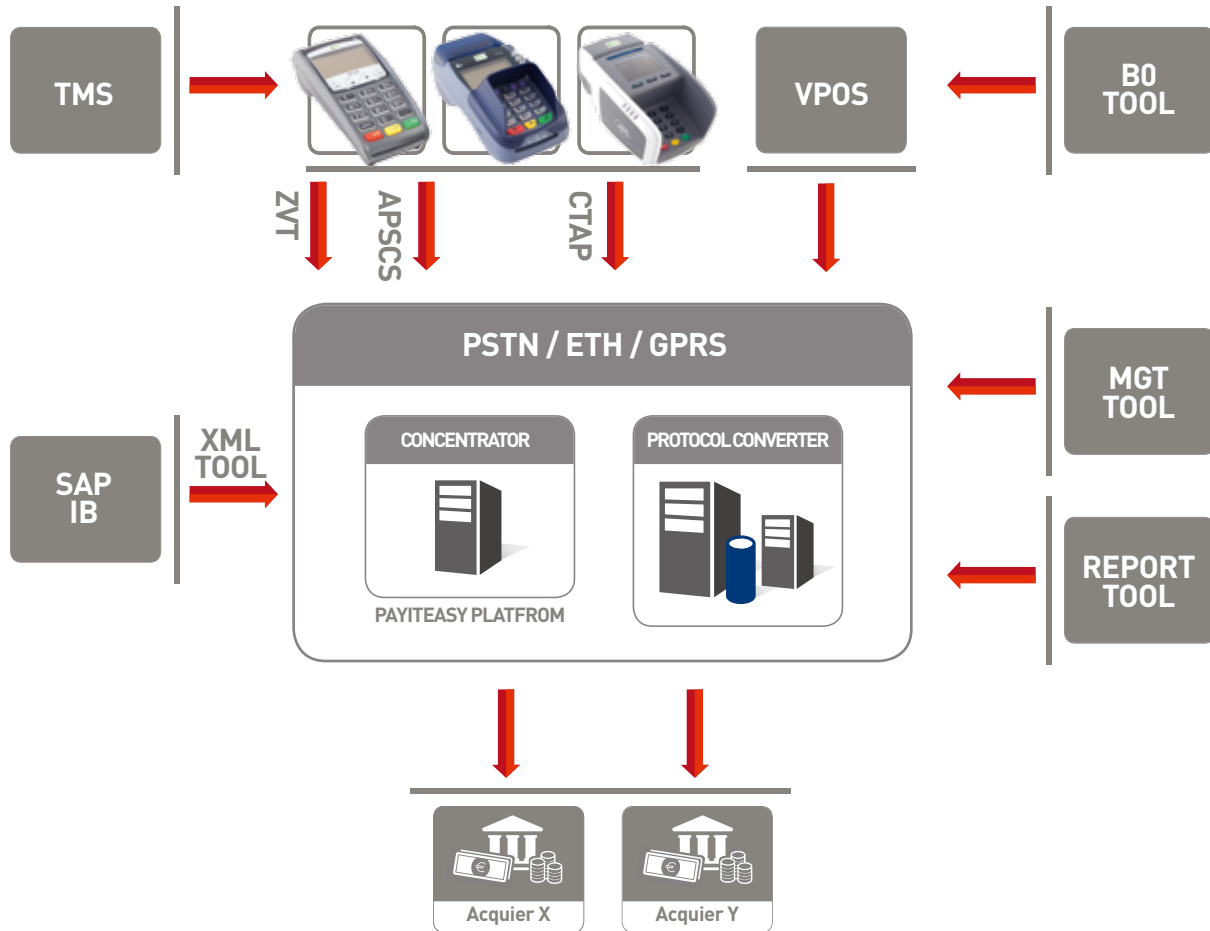 TMS
VPOS
B0
TOOL
ZVT
APSCS
CTAP
PSTN / ETH / GPRS
MGT
TOOL
CONCENTRATOR
PROTOCOL CONVERTER
XML
TOOL
SAP
IB
REPORT
TOOL
PAYITEASY PLATFROM
Acquier X
Acquier Y